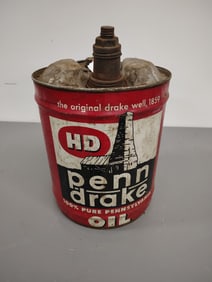 the original drake well, 1859
HD
penn
drake
100% PURE PENNSYLVANIA
OIL